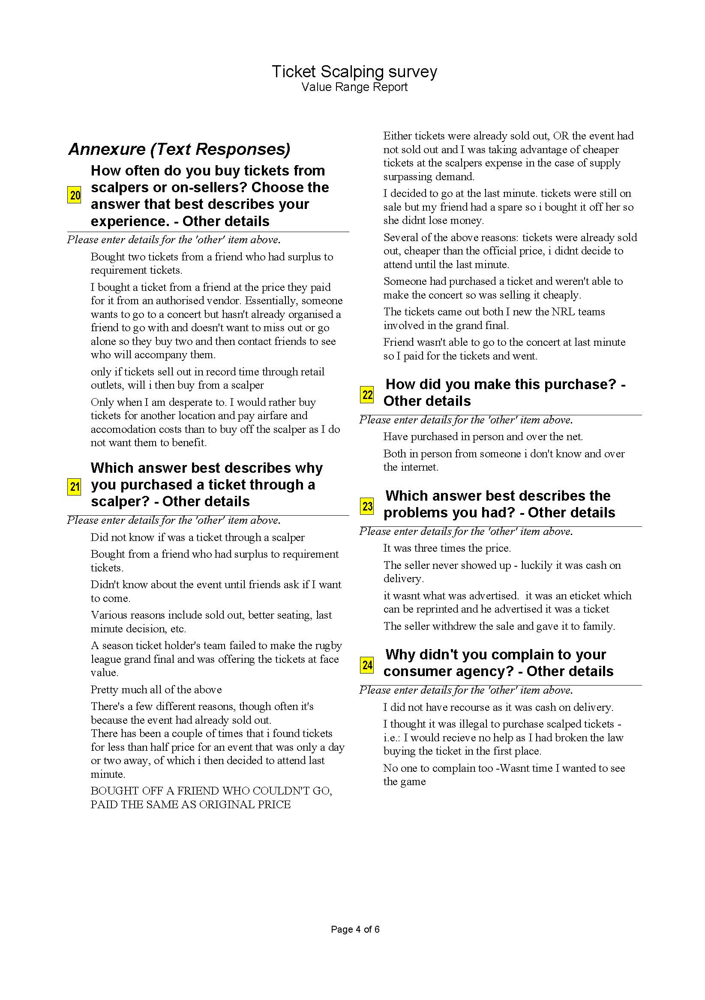 Ticket Scalping survey
Value Range Report
Annexure (Text Responses)
20
How often do you buy tickets from
scalpers or on-sellers? Choose the
answer that best describes your
experience. - Other details
Please enter details for the 'other' item above.
Bought two tickets from a friend who had surplus to
requirement tickets.
I bought a ticket from a friend at the price they paid
for it from an authorised vendor. Essentially, someone
wants to go to a concert but hasn't already organised a
friend to go with and doesn't want to miss out or go
alone so they buy two and then contact friends to see
who will accompany them.
only if tickets sell out in record time through retail
outlets, will i then buy from a scalper
Only when I am desperate to. I would rather buy
tickets for another location and pay airfare and
accomodation costs than to buy off the scalper as I do
not want them to benefit.
21
Which answer best describes why
you purchased a ticket through a
scalper? - Other details
Please enter details for the 'other' item above.
Did not know if was a ticket through a scalper
Bought from a friend who had surplus to requirement
tickets.
Didn't know about the event until friends ask if I want
to come.
Various reasons include sold out, better seating, last
minute decision, etc.
A season ticket holder's team failed to make the rugby
league grand final and was offering the tickets at face
value.
Pretty much all of the above
There's a few different reasons, though often it's
because the event had already sold out.
There has been a couple of times that i found tickets
for less than half price for an event that was only a day
or two away, of which i then decided to attend last
minute.
BOUGHT OFF A FRIEND WHO COULDN'T GO,
PAID THE SAME AS ORIGINAL PRICE
Either tickets were already sold out, OR the event had
not sold out and I was taking advantage of cheaper
tickets at the scalpers expense in the case of supply
surpassing demand.
I decided to go at the last minute. tickets were still on
sale but my friend had a spare so i bought it off her so
she didnt lose money.
Several of the above reasons: tickets were already sold
out, cheaper than the official price, i didnt decide to
attend until the last minute.
Someone had purchased a ticket and weren't able to
make the concert so was selling it cheaply.
The tickets came out both I new the NRL teams
involved in the grand final.
Friend wasn't able to go to the concert at last minute
so I paid for the tickets and went.
22
How did you make this purchase? -
Other details
Please enter details for the 'other' item above.
Have purchased in person and over the net.
Both in person from someone i don't know and over
the internet.
23
Which answer best describes the
problems you had? - Other details
Please enter details for the 'other' item above.
It was three times the price.
The seller never showed up - luckily it was cash on
delivery.
it wasnt what was advertised.  it was an eticket which
can be reprinted and he advertised it was a ticket
The seller withdrew the sale and gave it to family.
24
Why didn't you complain to your
consumer agency? - Other details
Please enter details for the 'other' item above.
I did not have recourse as it was cash on delivery.
I thought it was illegal to purchase scalped tickets -
i.e.: I would recieve no help as I had broken the law
buying the ticket in the first place.
No one to complain too -Wasnt time I wanted to see
the game
Page 4 of 6